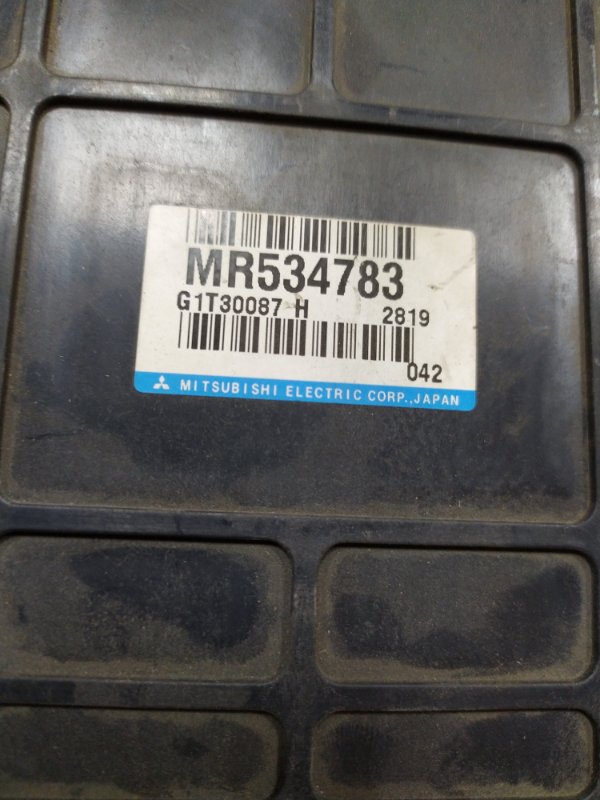 MR534783
G1T30087 H 2819
042
MITSUBISHI ELECTRIC CORP.,JAPAN